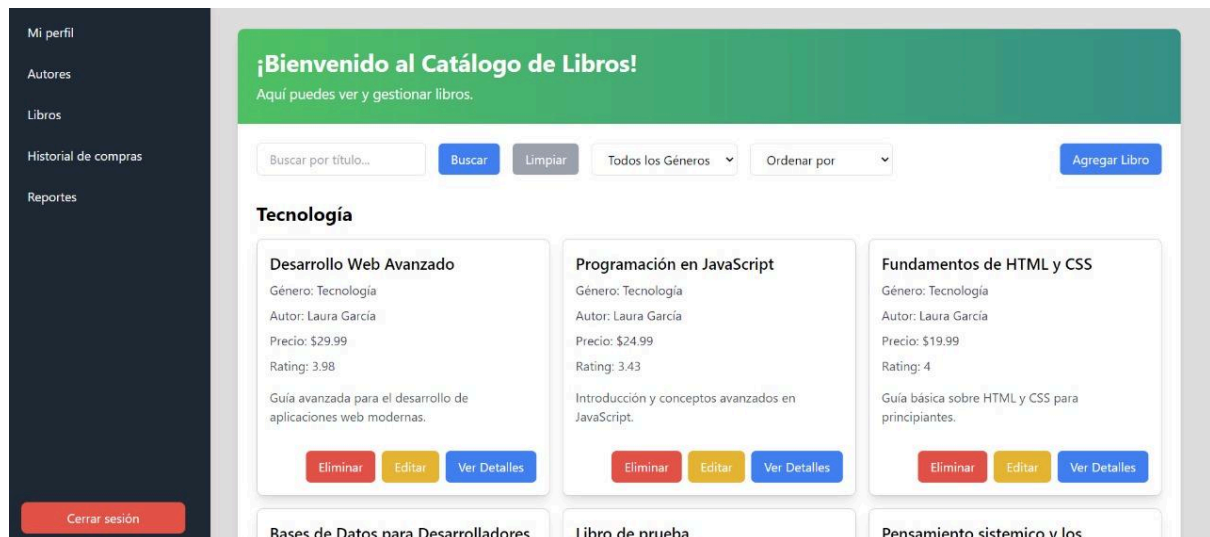 Mi perfil
Autores
Libros
Historial de compras
Reportes
Cerrar sesión
¡Bienvenido al Catálogo de Libros!
Aquí puedes ver y gestionar libros.
Buscar por título...
Buscar
Limpiar
Todos los Géneros
Ordenar por
Agregar Libro
Tecnología
Desarrollo Web Avanzado
Género: Tecnología
Autor: Laura García
Precio: $29.99
Rating: 3.98
Guía avanzada para el desarrollo de
aplicaciones web modernas.
Eliminar
Editar
Ver Detalles
Programación en JavaScript
Género: Tecnología
Autor: Laura García
Precio: $24.99
Rating: 3.43
Introducción y conceptos avanzados en
JavaScript.
Eliminar
Editar
Ver Detalles
Fundamentos de HTML y CSS
Género: Tecnología
Autor: Laura García
Precio: $19.99
Rating: 4
Guía básica sobre HTML y CSS para
principiantes.
Eliminar
Editar
Ver Detalles
Bases de Datos para Desarrolladores
Libro de prueba
Pensamiento sistemico y los